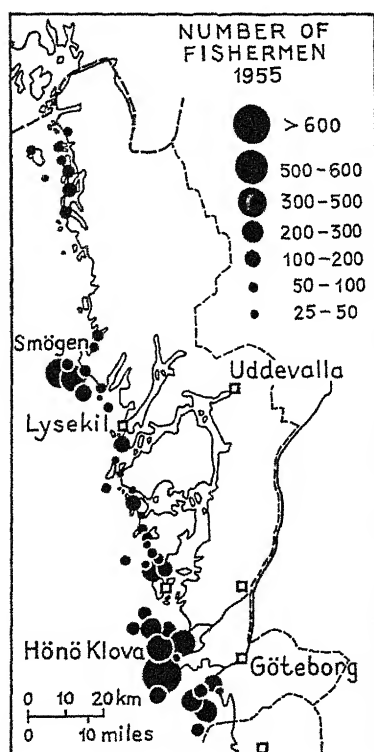 NUMBER OF
FISHERMEN
1955
> 600
500-600
300-500
200-300
100-200
50-100
25-50
Smögen
Uddevalla
Lysekil
Hönö Klova
Göteborg
0 10 20km
0 10 miles